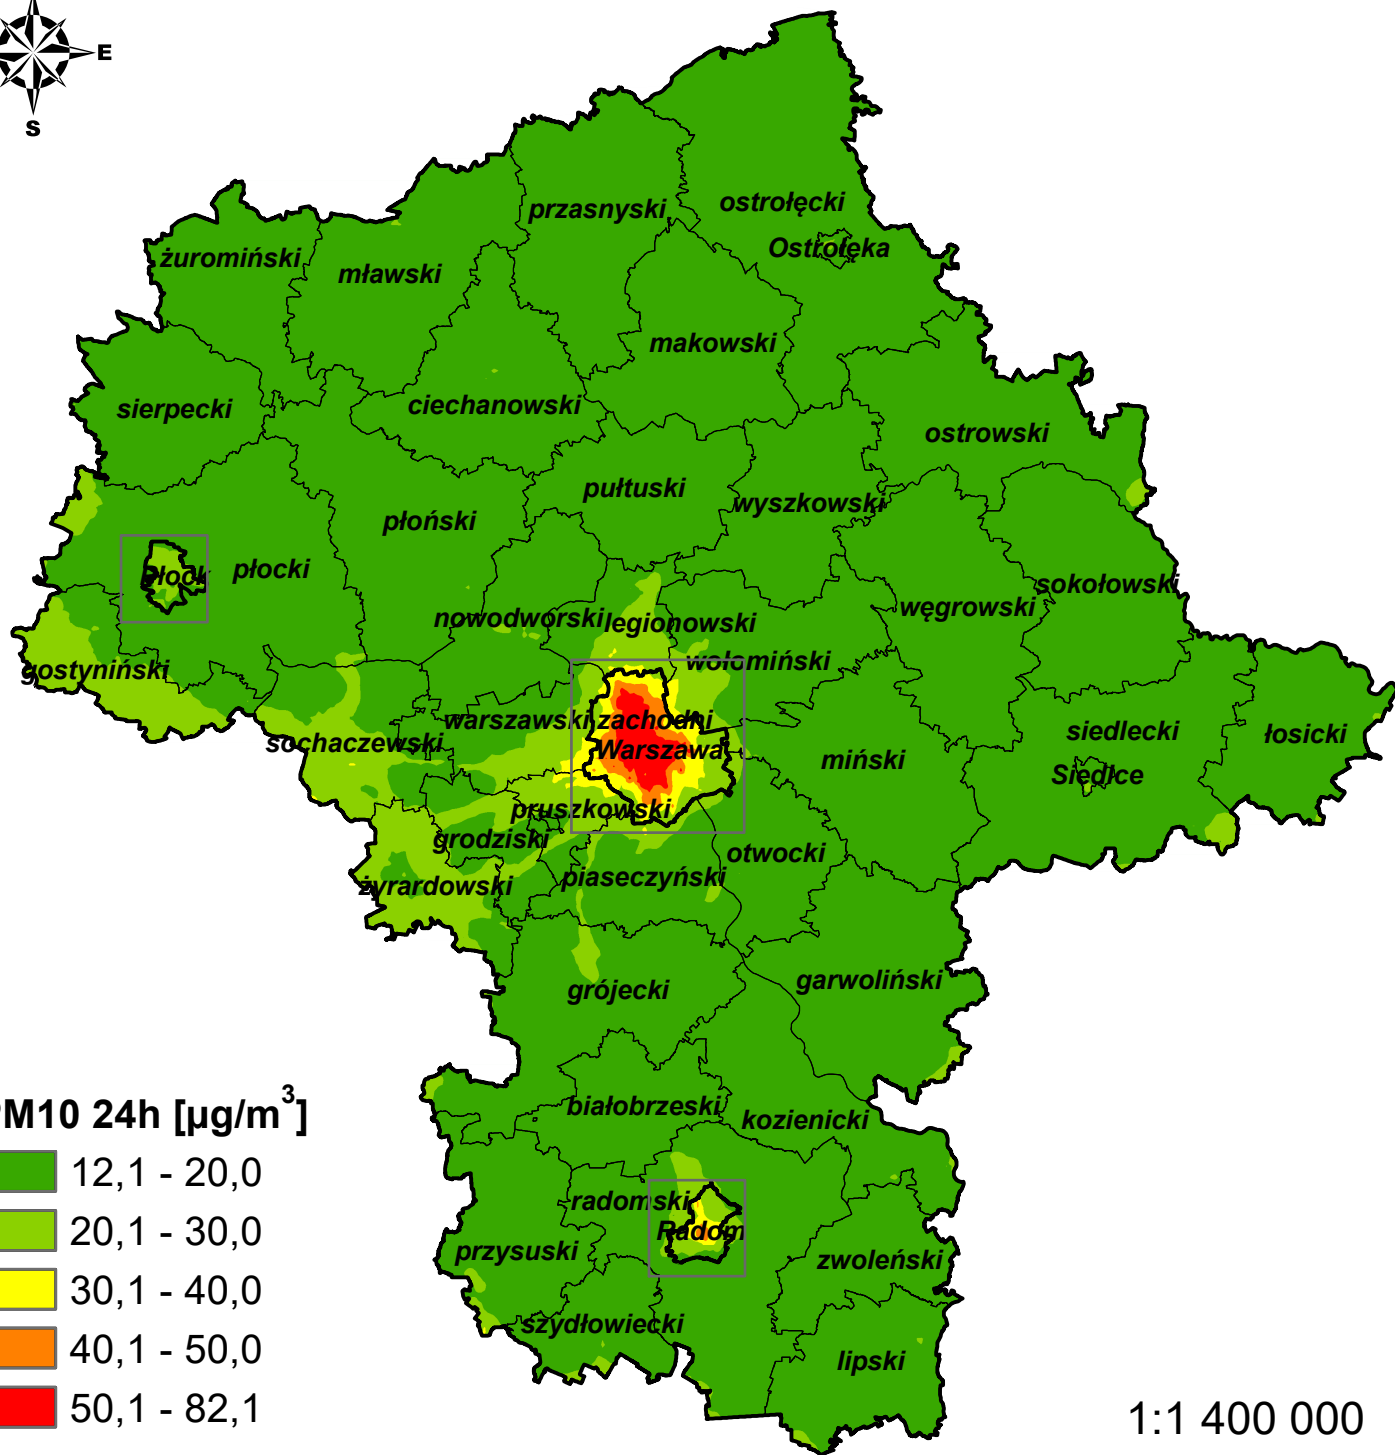 E
S
przasnyski
ostrołęcki
Ostrołęka
żuromiński
mławski
makowski
sierpecki
ciechanowski
ostrowski
pułtuski
wyszkowski
płoński
Płock
płocki
sokołowski
węgrowski
nowodworski
legionowski
wołomiński
gostyniński
warszawski zachodni
sochaczewski
Warszawa
miński
siedlecki
łosicki
Siedlce
pruszkowski
grodziski
otwocki
żyrardowski
piaseczyński
garwoliński
grójecki
białobrzeski
kozienicki
radomski
Radom
przysuski
zwoleński
szydłowiecki
lipski
PM10 24h [µg/m³]
12,1 - 20,0
20,1 - 30,0
30,1 - 40,0
40,1 - 50,0
50,1 - 82,1
1:1 400 000